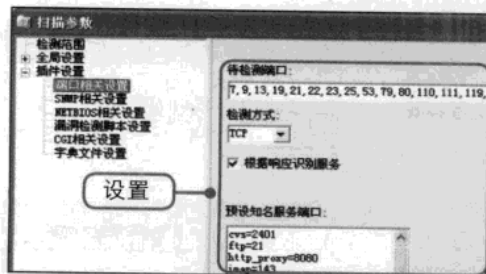 扫描参数
检测范围
全局设置
插件设置
端口相关设置
SNMP相关设置
NETBIOS相关设置
漏洞检测脚本设置
CGI相关设置
字典文件设置
设置
待检测端口:
7,9,13,19,21,22,23,25,53,79,80,110,111,119,
检测方式:
TCP
根据响应识别服务
预设知名服务端口:
cvs=2401
ftp=21
http_proxy=8080
imap=143